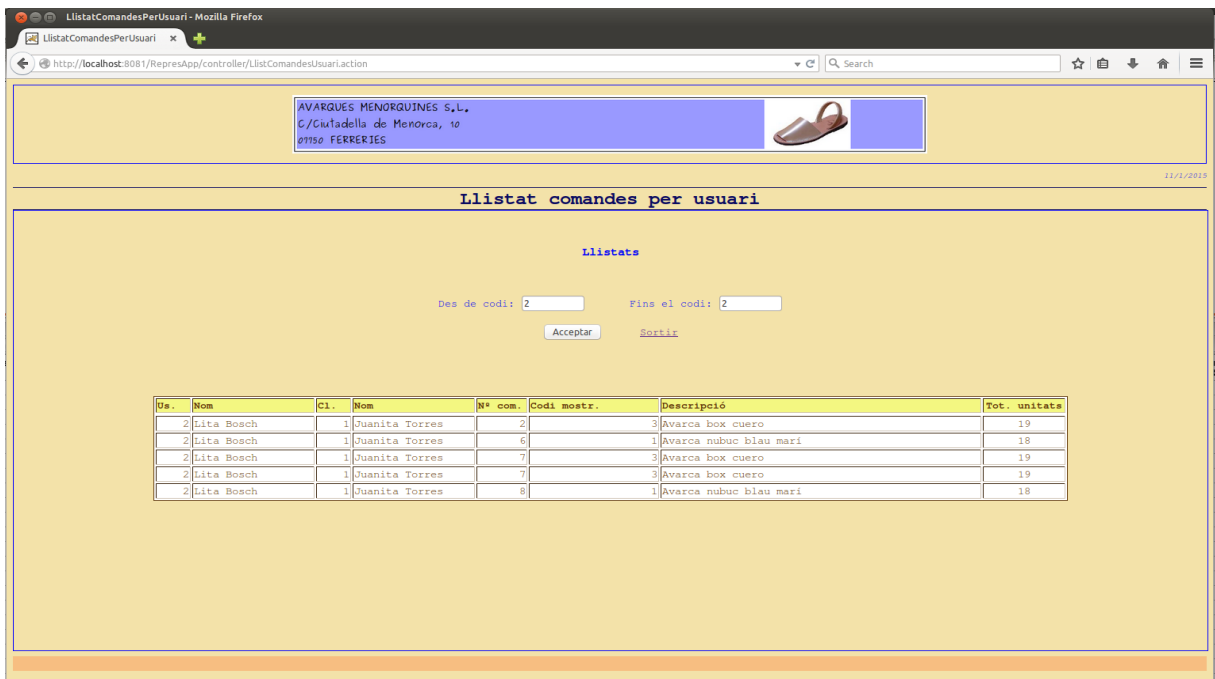 LlistatComandesPerUsuari - Mozilla Firefox
LlistatComandesPerUsuari
http://localhost:8081/RepresApp/controller/LlistComandesUsuari.action
Search
AVARQUES MENORQUINES S.L.
C/Ciutadella de Menorca, 10
07750 FERRERIES
11/1/2015
Llistat comandes per usuari
Llistats
Des de codi: 2 Fins el codi: 2
Acceptar Sortir
Us. Nom Cl. Nom Nº com. Codi mostr. Descripció Tot. unitats
2 Lita Bosch 1 Juanita Torres 2 3 Avarca box cuero 19
2 Lita Bosch 1 Juanita Torres 6 1 Avarca nubuc blau marí 18
2 Lita Bosch 1 Juanita Torres 7 3 Avarca box cuero 19
2 Lita Bosch 1 Juanita Torres 7 3 Avarca box cuero 19
2 Lita Bosch 1 Juanita Torres 8 1 Avarca nubuc blau marí 18